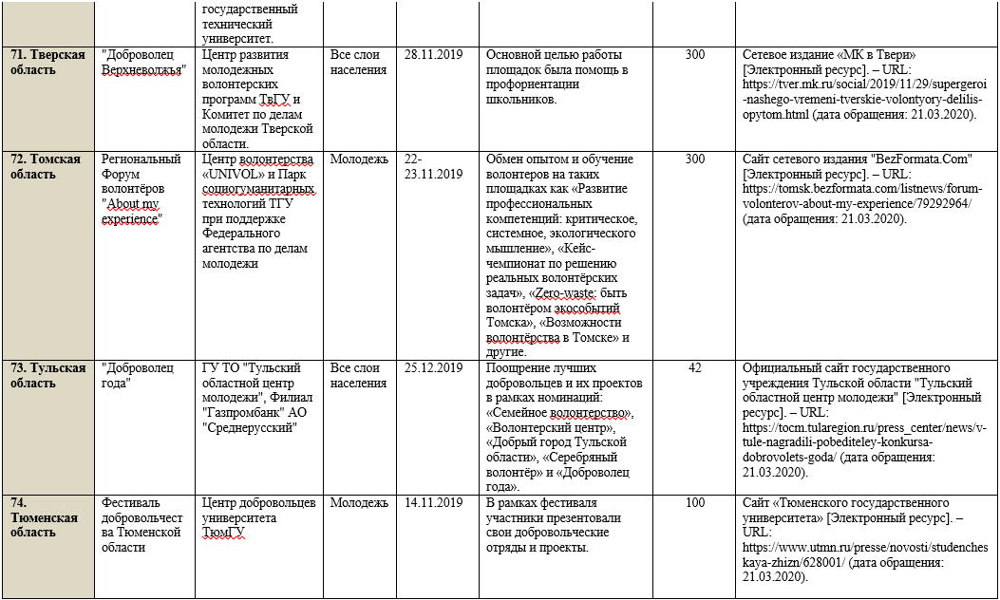 государственный
технический
университет.
71. Тверская
область
"Доброволец
Верхневолжья"
Центр развития
молодежных
волонтерских
программ ТвГУ и
Комитет по делам
молодежи Тверской
области.
Все слои
населения
28.11.2019
Основной целью работы
площадок была помощь в
профориентации
школьников.
300
Сетевое издание «МК в Твери»
[Электронный ресурс]. – URL:
https://tver.mk.ru/social/2019/11/29/supergeroi
-nashego-vremeni-tverskie-volontyory-delilis-
opytom.html (дата обращения: 21.03.2020).
72. Томская
область
Региональный
Форум
волонтёров
"About my
experience"
Центр волонтерства
«UNIVOL» и Парк
социогуманитарных
технологий ТГУ
при поддержке
Федерального
агентства по делам
молодежи
Молодежь
22-
23.11.2019
Обмен опытом и обучение
волонтеров на таких
площадках как «Развитие
профессиональных
компетенций: критическое,
системное, экологического
мышление», «Кейс-
чемпионат по решению
реальных волонтёрских
задач», «Zero-waste: быть
волонтёром экособытий
Томска», «Возможности
волонтёрства в Томске» и
другие.
300
Сайт сетевого издания "BezFormata.Com"
[Электронный ресурс]. – URL:
https://tomsk.bezformata.com/listnews/forum-
volonterov-about-my-experience/79292964/
(дата обращения: 21.03.2020).
73. Тульская
область
"Доброволец
года"
ГУ ТО "Тульский
областной центр
молодежи", Филиал
"Газпромбанк" АО
"Среднерусский"
Все слои
населения
25.12.2019
Поощрение лучших
добровольцев и их проектов
в рамках номинаций:
«Семейное волонтерство»,
«Волонтерский центр»,
«Добрый город Тульской
области», «Серебряный
волонтёр» и «Доброволец
года».
42
Официальный сайт государственного
учреждения Тульской области "Тульский
областной центр молодежи" [Электронный
ресурс]. – URL:
https://tocm.tularegion.ru/press_center/news/v-
tule-nagradili-pobediteley-konkursa-
dobrovolets-goda/ (дата обращения:
21.03.2020).
74.
Тюменская
область
Фестиваль
добровольчест
ва Тюменской
области
Центр добровольцев
университета
ТюмГУ
Молодежь
14.11.2019
В рамках фестиваля
участники презентовали
свои добровольческие
отряды и проекты.
100
Сайт «Тюменского государственного
университета» [Электронный ресурс]. –
URL:
https://www.utmn.ru/presse/novosti/studenches
kaya-zhizn/628001/ (дата обращения:
21.03.2020).